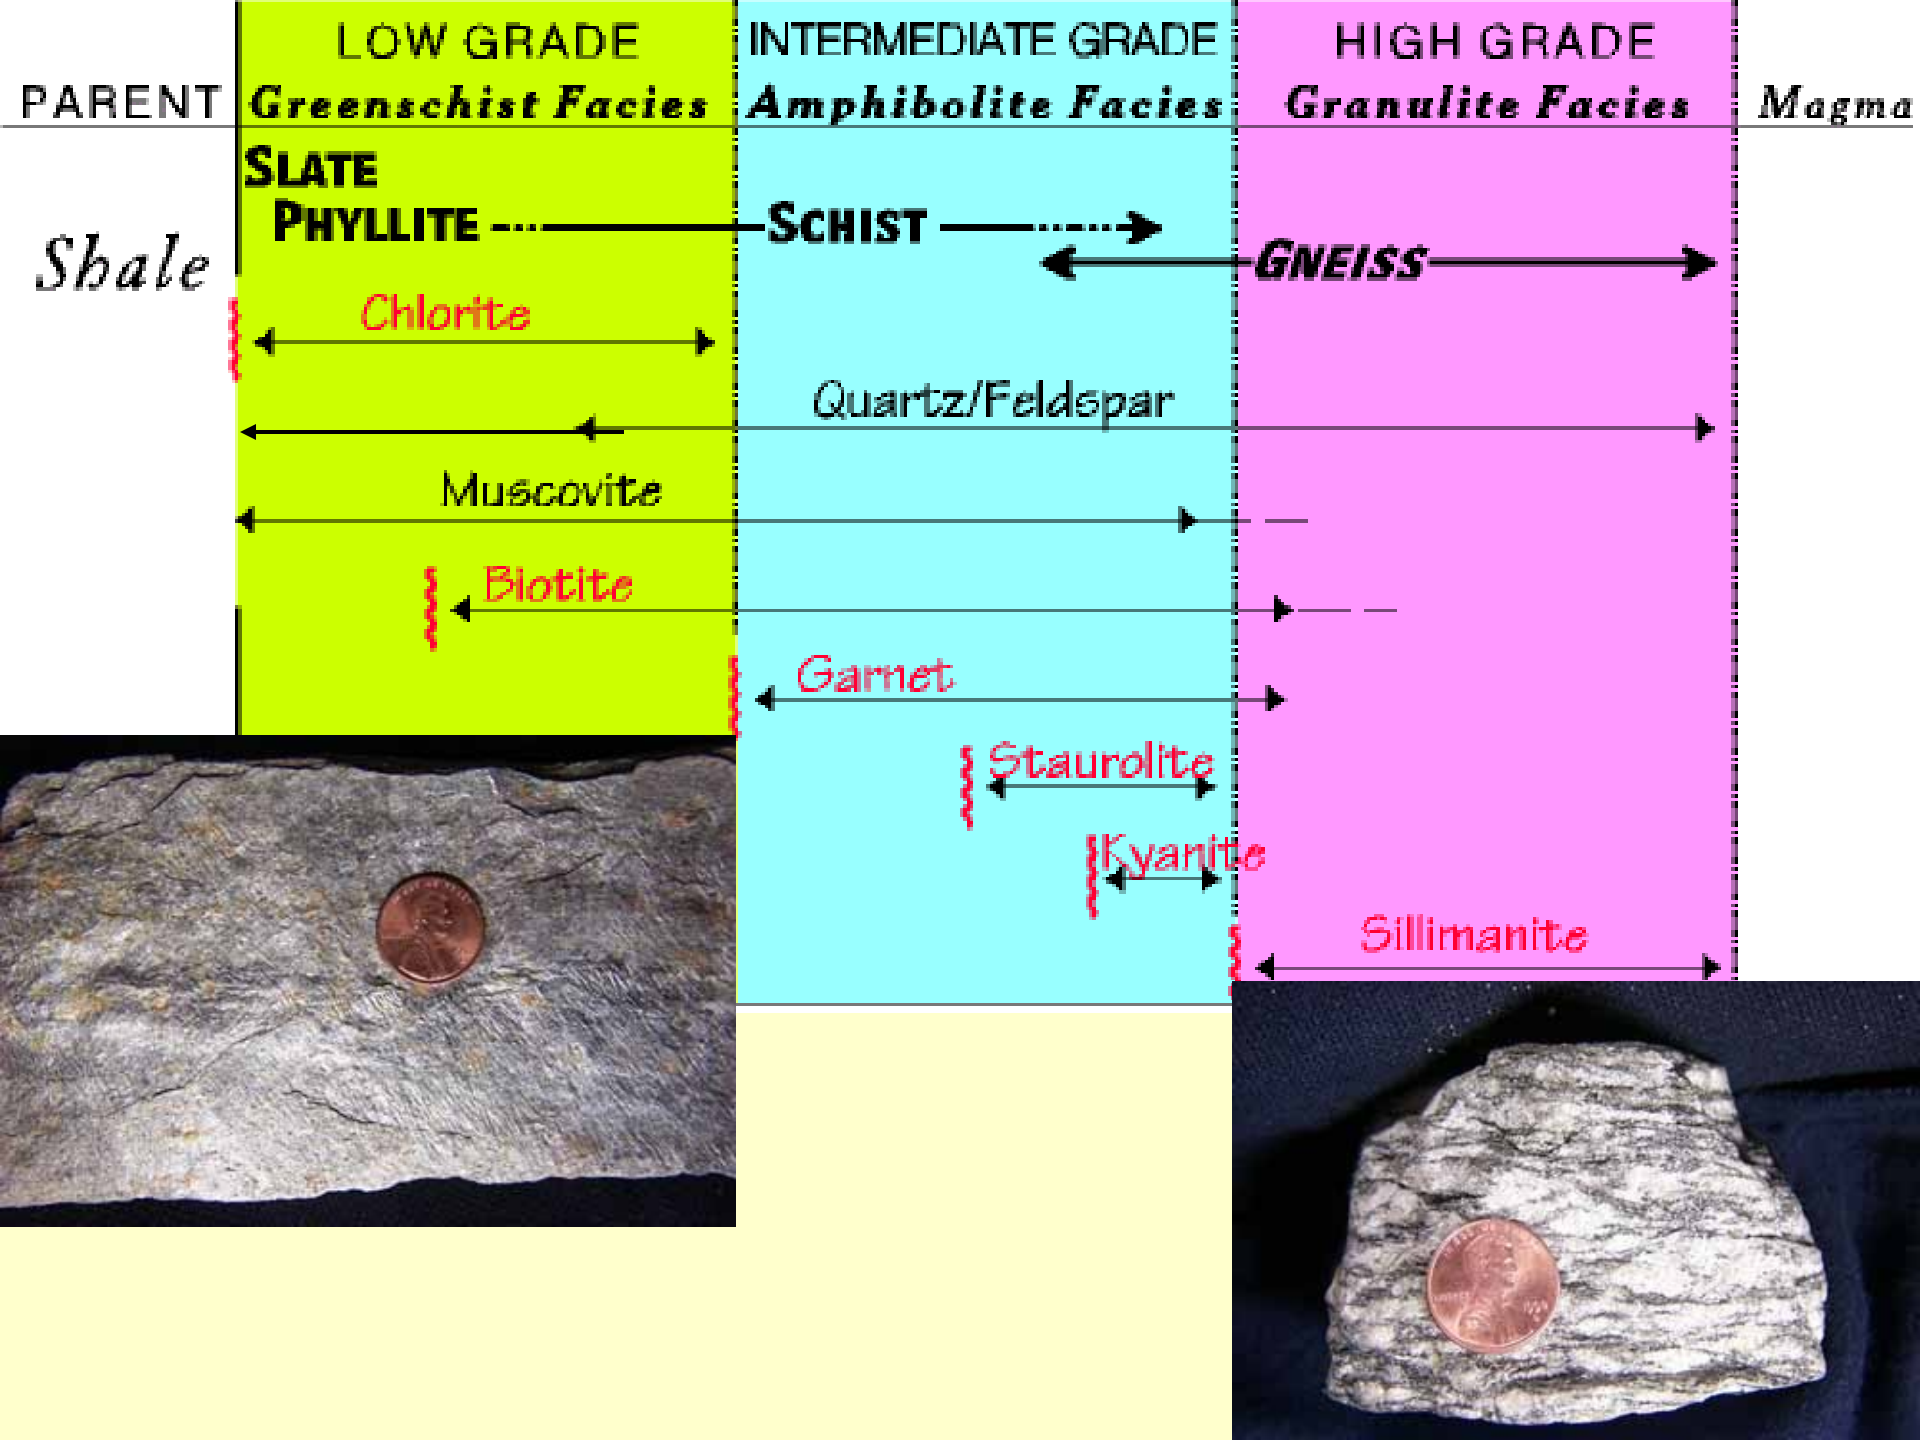 LOW GRADE INTERMEDIATE GRADE HIGH GRADE
PARENT Greenschist Facies Amphibolite Facies Granulite Facies Magma
SLATE
PHYLLITE SCHIST
Shale GNEISS
Chlorite
Quartz/Feldspar
Muscovite
Biotite
Garnet
Staurolite
Kyanite
Sillimanite